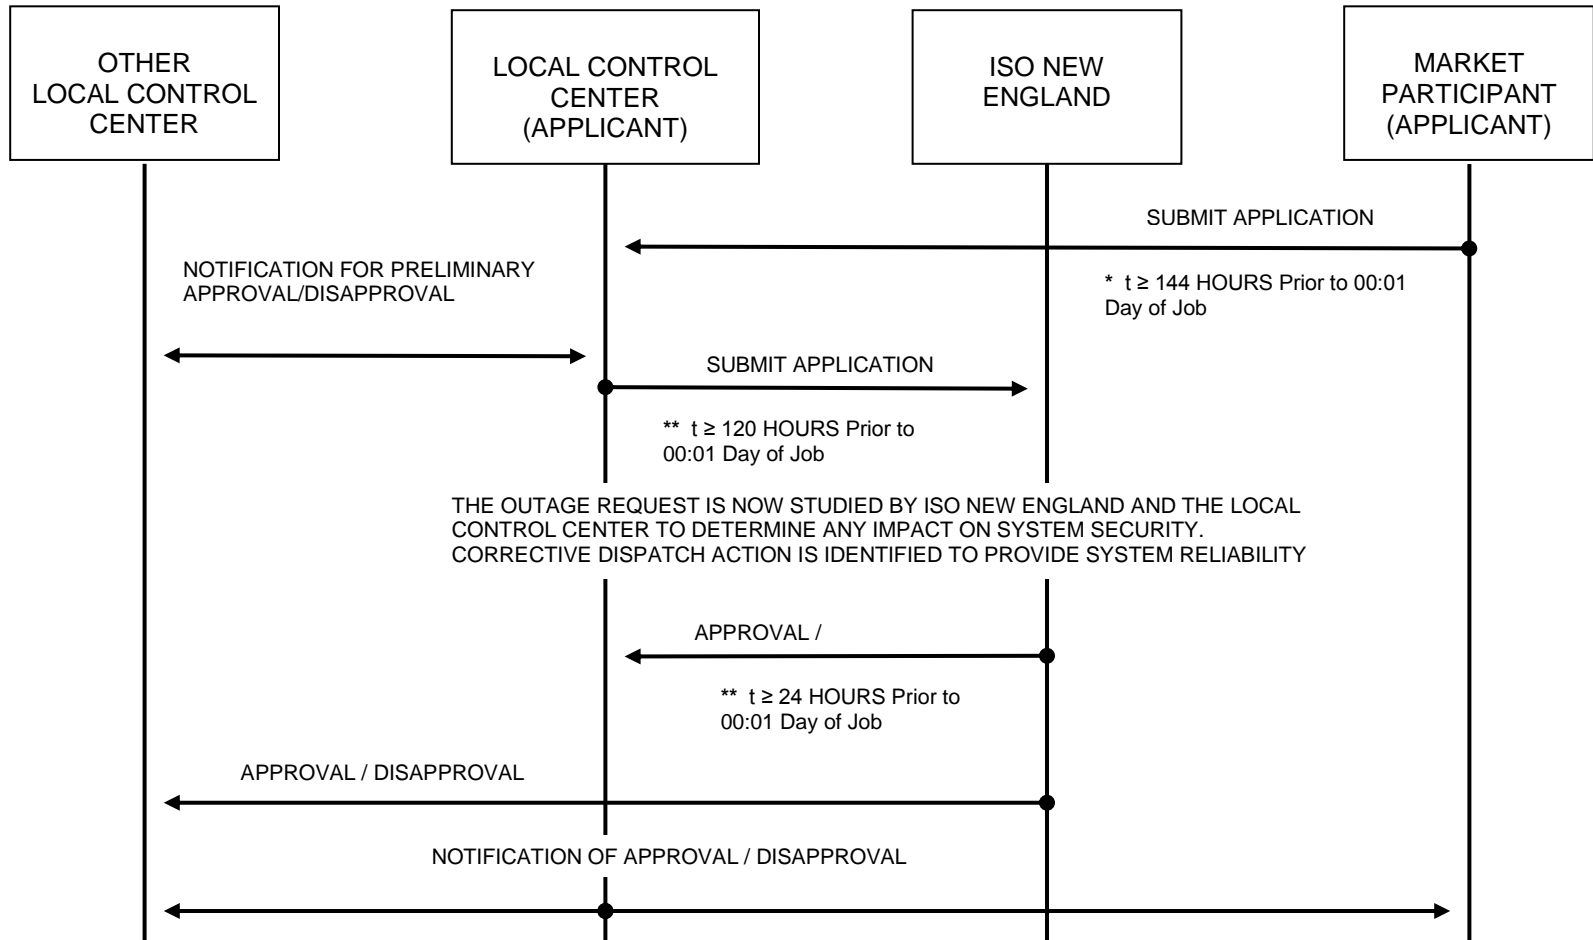 OTHER
LOCAL CONTROL
CENTER
LOCAL CONTROL
CENTER
(APPLICANT)
ISO NEW
ENGLAND
MARKET
PARTICIPANT
(APPLICANT)
SUBMIT APPLICATION
* t ≥ 144 HOURS Prior to 00:01
Day of Job
NOTIFICATION FOR PRELIMINARY
APPROVAL/DISAPPROVAL
SUBMIT APPLICATION
** t ≥ 120 HOURS Prior to
00:01 Day of Job
THE OUTAGE REQUEST IS NOW STUDIED BY ISO NEW ENGLAND AND THE LOCAL
CONTROL CENTER TO DETERMINE ANY IMPACT ON SYSTEM SECURITY.
CORRECTIVE DISPATCH ACTION IS IDENTIFIED TO PROVIDE SYSTEM RELIABILITY
APPROVAL /
** t ≥ 24 HOURS Prior to
00:01 Day of Job
APPROVAL / DISAPPROVAL
NOTIFICATION OF APPROVAL / DISAPPROVAL